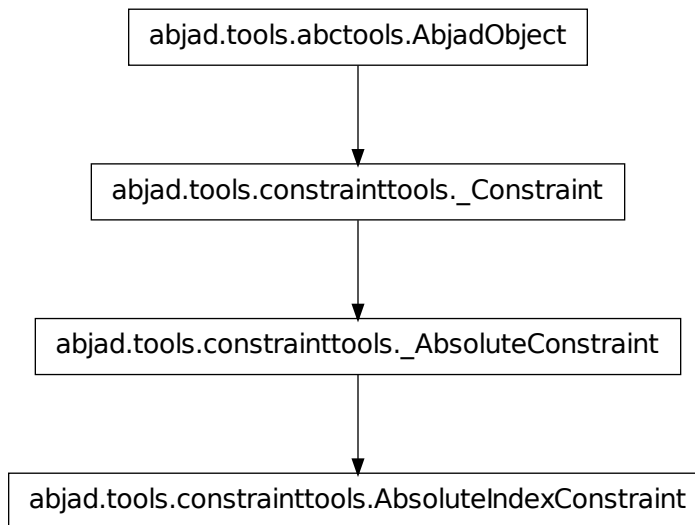 abjad.tools.abctools.AbjadObject
abjad.tools.constrainttools._Constraint
abjad.tools.constrainttools._AbsoluteConstraint
abjad.tools.constrainttools.AbsoluteIndexConstraint